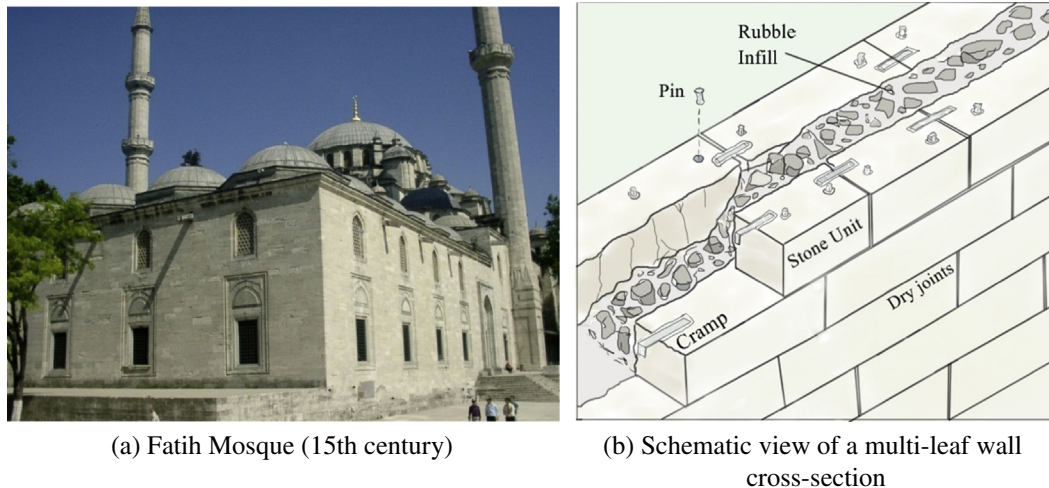 Rubble
Infill
Pin
Stone Unit
Dry joints
Cramp
(a) Fatih Mosque (15th century)
(b) Schematic view of a multi-leaf wall
cross-section